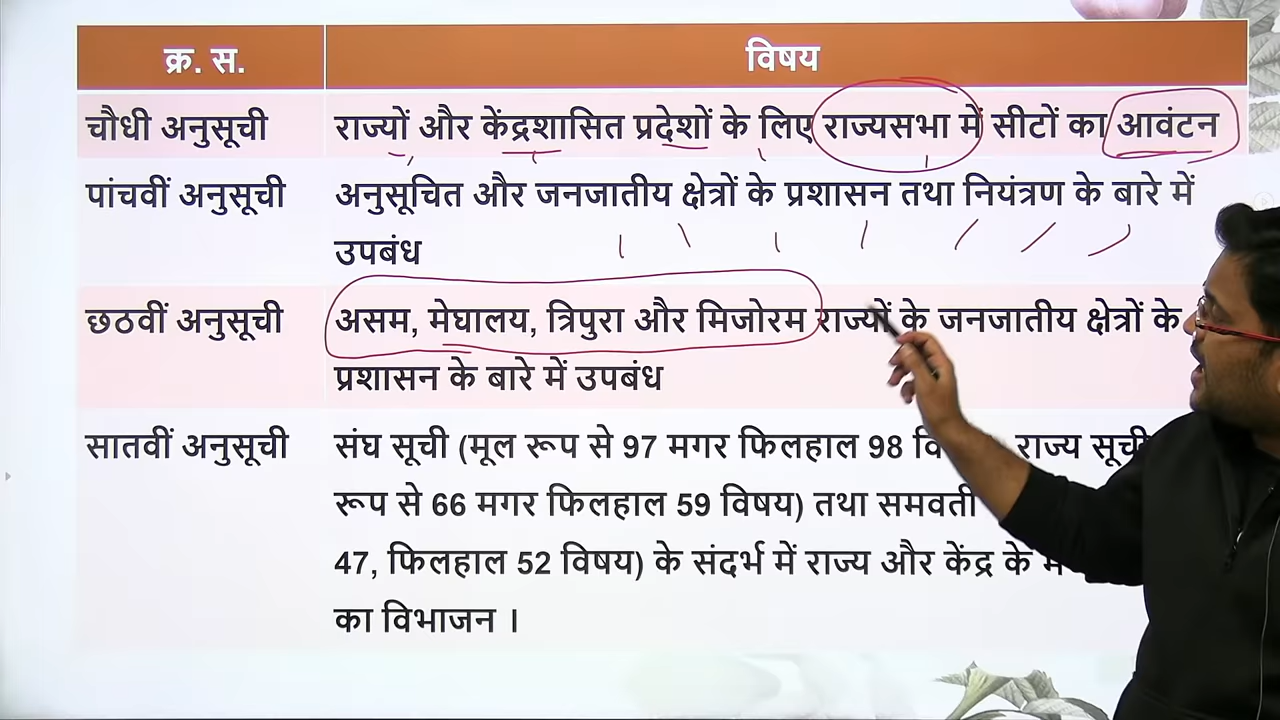 क्र. स. विषय
चौधी अनुसूची राज्यों और केंद्रशासित प्रदेशों के लिए राज्यसभा में सीटों का आवंटन
पांचवीं अनुसूची अनुसूचित और जनजातीय क्षेत्रों के प्रशासन तथा नियंत्रण के बारे में
उपबंध
छठवीं अनुसूची असम, मेघालय, त्रिपुरा और मिजोरम राज्यों के जनजातीय क्षेत्रों के
प्रशासन के बारे में उपबंध
सातवीं अनुसूची संघ सूची (मूल रूप से 97 मगर फिलहाल 98 राज्य सूची
रूप से 66 मगर फिलहाल 59 विषय) तथा समवर्ती
47, फिलहाल 52 विषय) के संदर्भ में राज्य और केंद्र के
का विभाजन ।